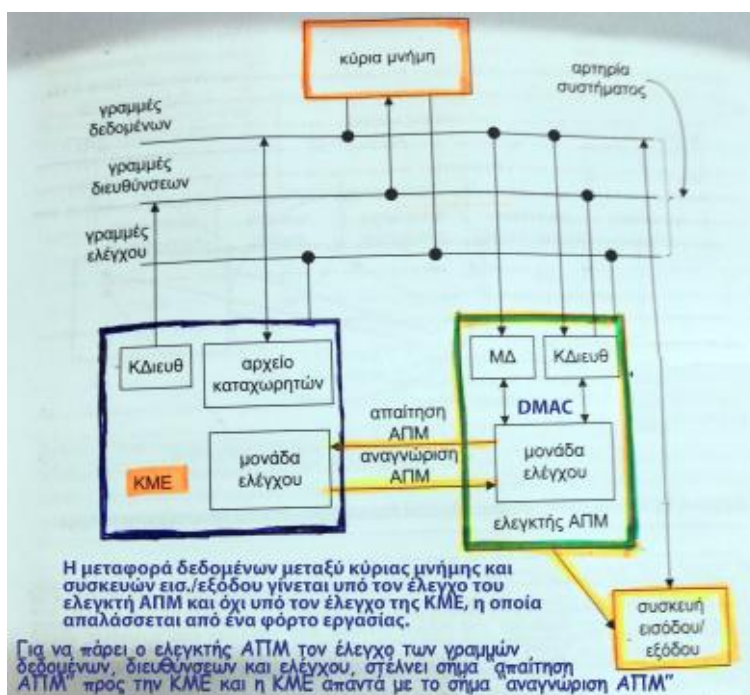 κύρια μνήμη
αρτηρία
συστήματος
γραμμές
δεδομένων
γραμμές
διευθύνσεων
γραμμές
ελέγχου
ΚΔιευθ
αρχείο
καταχωρητών
ΜΔ
ΚΔιευθ
DMAC
απαίτηση
ΑΠΜ
αναγνώριση
ΑΠΜ
ΚΜΕ
μονάδα
ελέγχου
μονάδα
ελέγχου
ελεγκτής ΑΠΜ
συσκευή
εισόδου/
εξόδου
Η μεταφορά δεδομένων μεταξύ κύριας μνήμης και
συσκευών εισ./εξόδου γίνεται υπό τον έλεγχο του
ελεγκτή ΑΠΜ και όχι υπό τον έλεγχο της ΚΜΕ, η οποία
απαλάσσεται από ένα φόρτο εργασίας.
Για να πάρει ο ελεγκτής ΑΠΜ τον έλεγχο των γραμμών
δεδομένων, διευθύνσεων και ελέγχου, στέλνει σήμα "απαίτηση
ΑΠΜ" προς την ΚΜΕ και η ΚΜΕ απαντά με το σήμα "αναγνώριση ΑΠΜ"